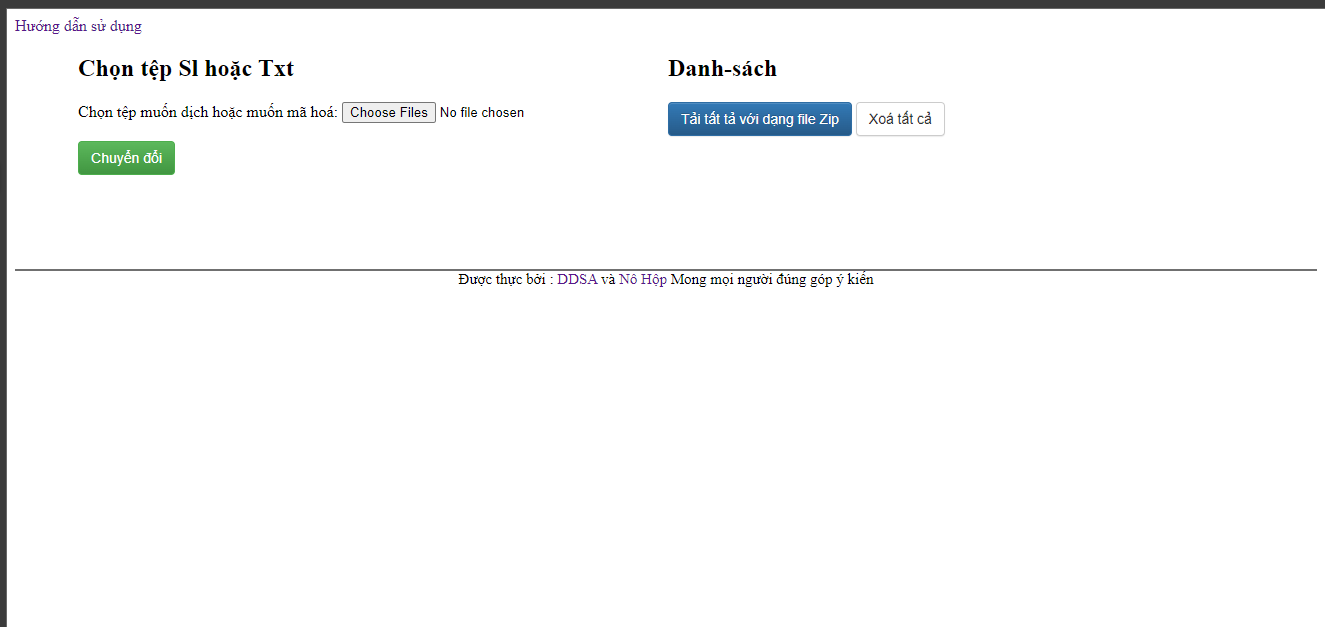 Hướng dẫn sử dụng
Chọn tệp Sl hoặc Txt
Chọn tệp muốn dịch hoặc muốn mã hoá: Choose Files No file chosen
Chuyển đổi
Danh-sách
Tải tất tả với dạng file Zip Xoá tất cả
Được thực bởi : DDSA và Nô Hộp Mong mọi người đúng góp ý kiến